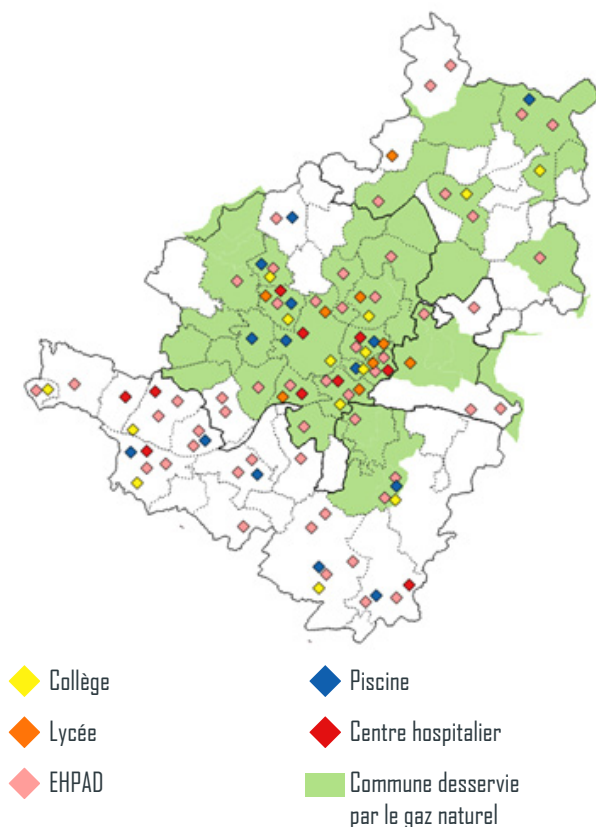 Collège
Lycée
EHPAD
Piscine
Centre hospitalier
Commune desservie
par le gaz naturel